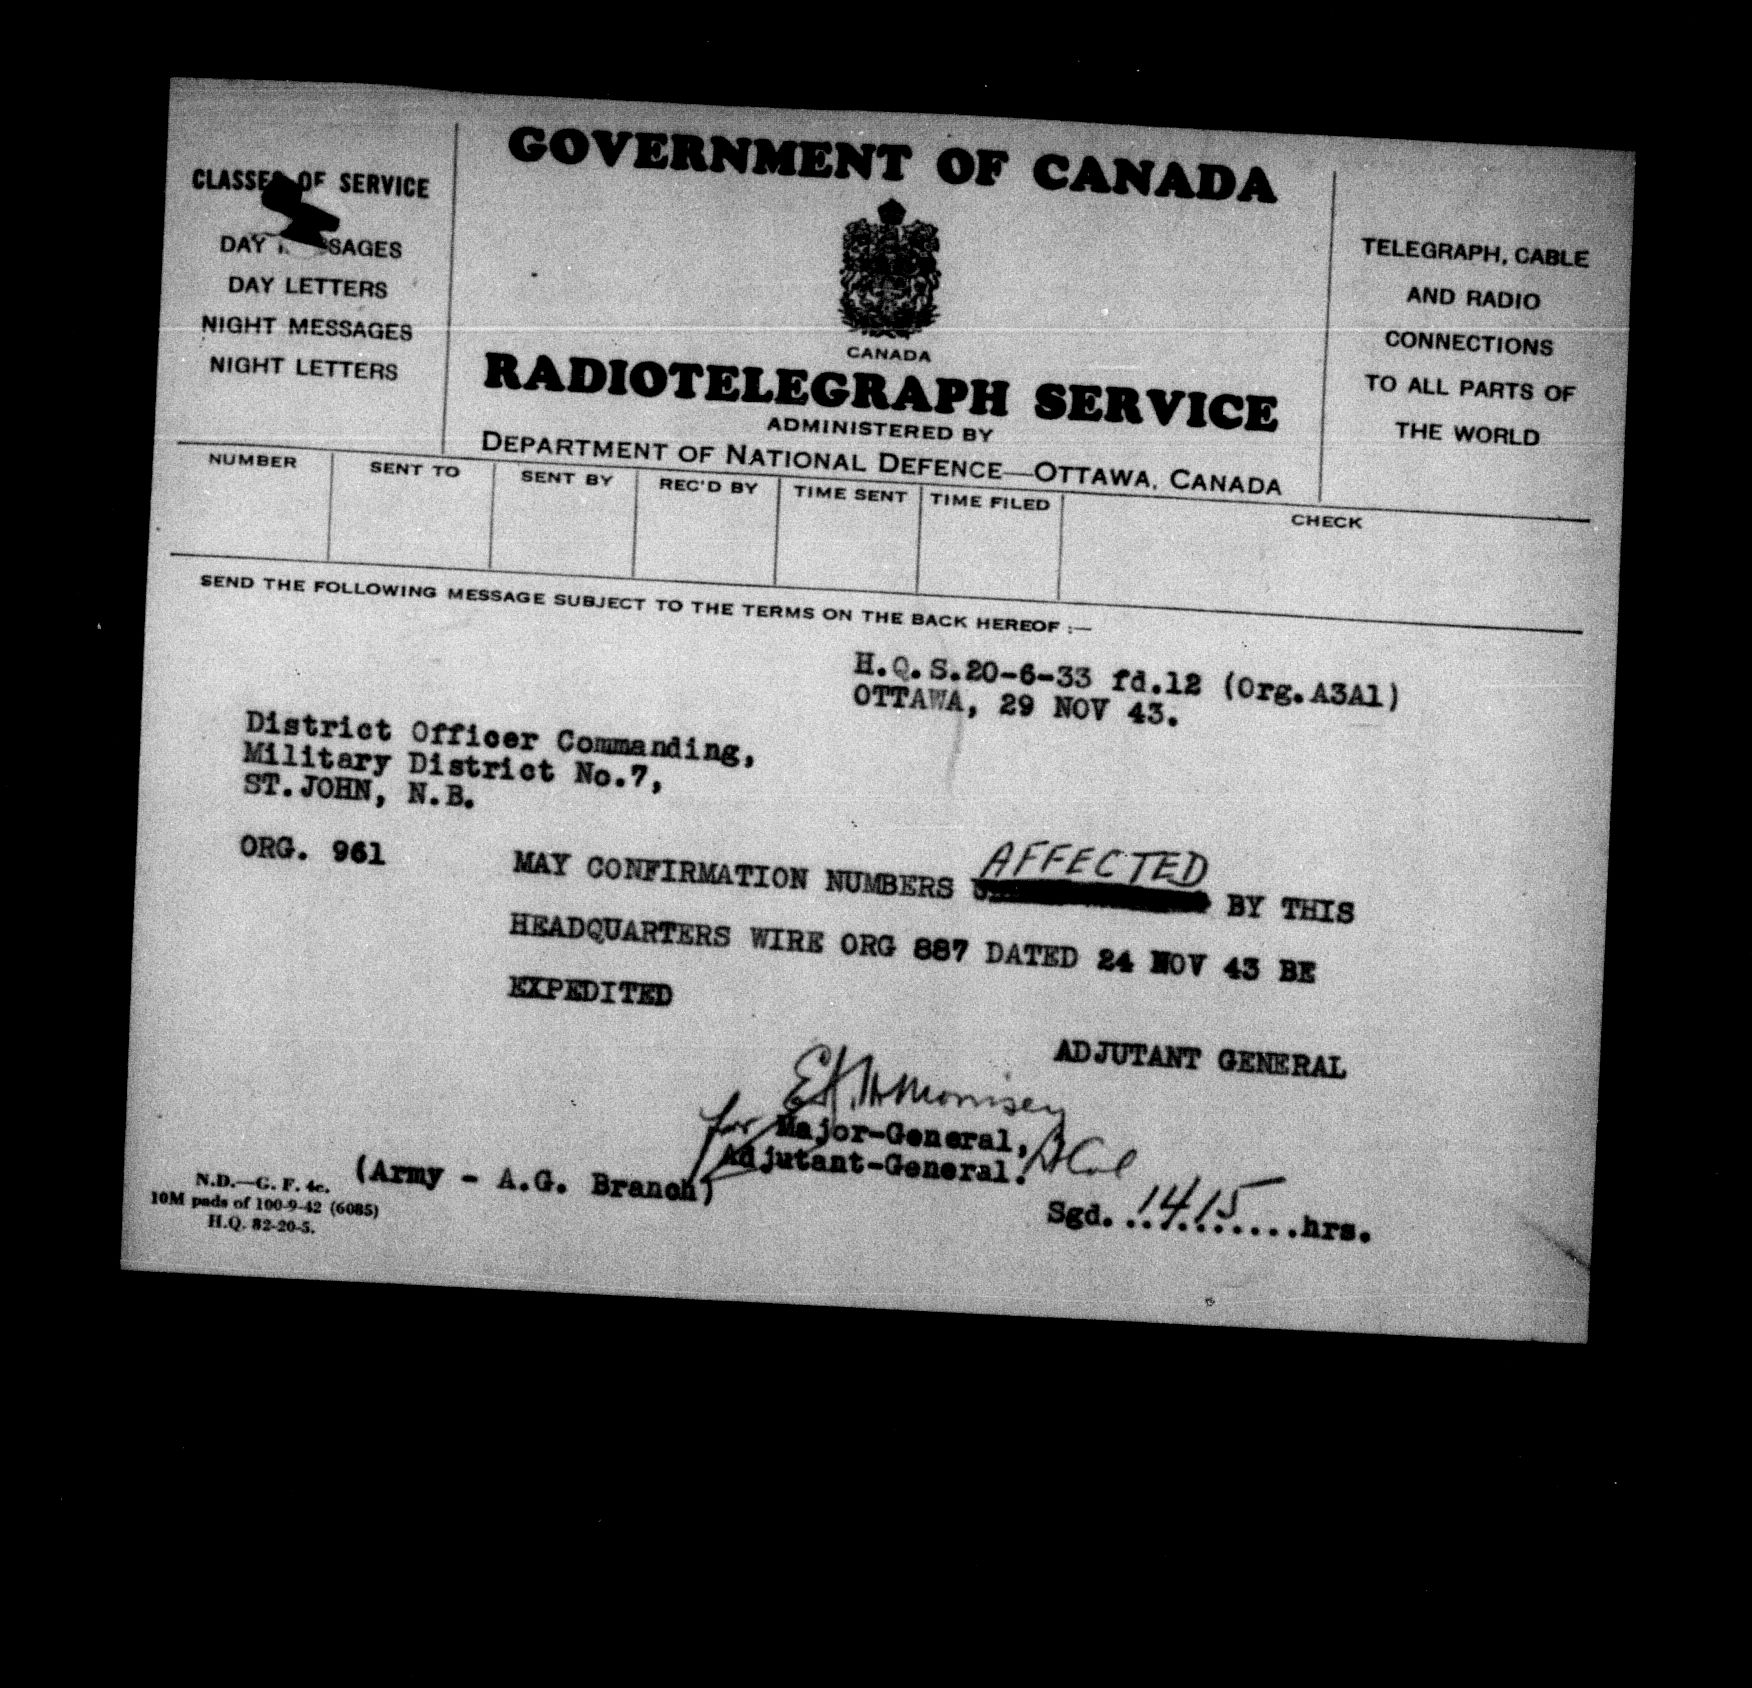 GOVERNMENT OF CANADA
CLASSES OF SERVICE
DAY MESSAGES
DAY LETTERS
NIGHT MESSAGES
NIGHT LETTERS
CANADA
RADIOTELEGRAPH SERVICE
ADMINISTERED BY
DEPARTMENT OF NATIONAL DEFENCE—OTTAWA, CANADA
TELEGRAPH, CABLE
AND RADIO
CONNECTIONS
TO ALL PARTS OF
THE WORLD
NUMBER SENT TO SENT BY REC'D BY TIME SENT TIME FILED CHECK
SEND THE FOLLOWING MESSAGE SUBJECT TO THE TERMS ON THE BACK HEREOF :—
H.Q.S.20-6-33 fd.12 (Org.A3A1)
OTTAWA, 29 NOV 43.
District Officer Commanding,
Military District No.7,
ST.JOHN, N.B.
ORG. 961 MAY CONFIRMATION NUMBERS AFFECTED BY THIS
HEADQUARTERS WIRE ORG 887 DATED 24 NOV 43 BE
EXPEDITED
ADJUTANT GENERAL
for Major-General,
Adjutant-General.
(Army - A.G. Branch)
Sgd. 1415 hrs.
N.D.—G. F. 4c.
10M pads of 100-9-42 (6085)
H.Q. 82-20-5.